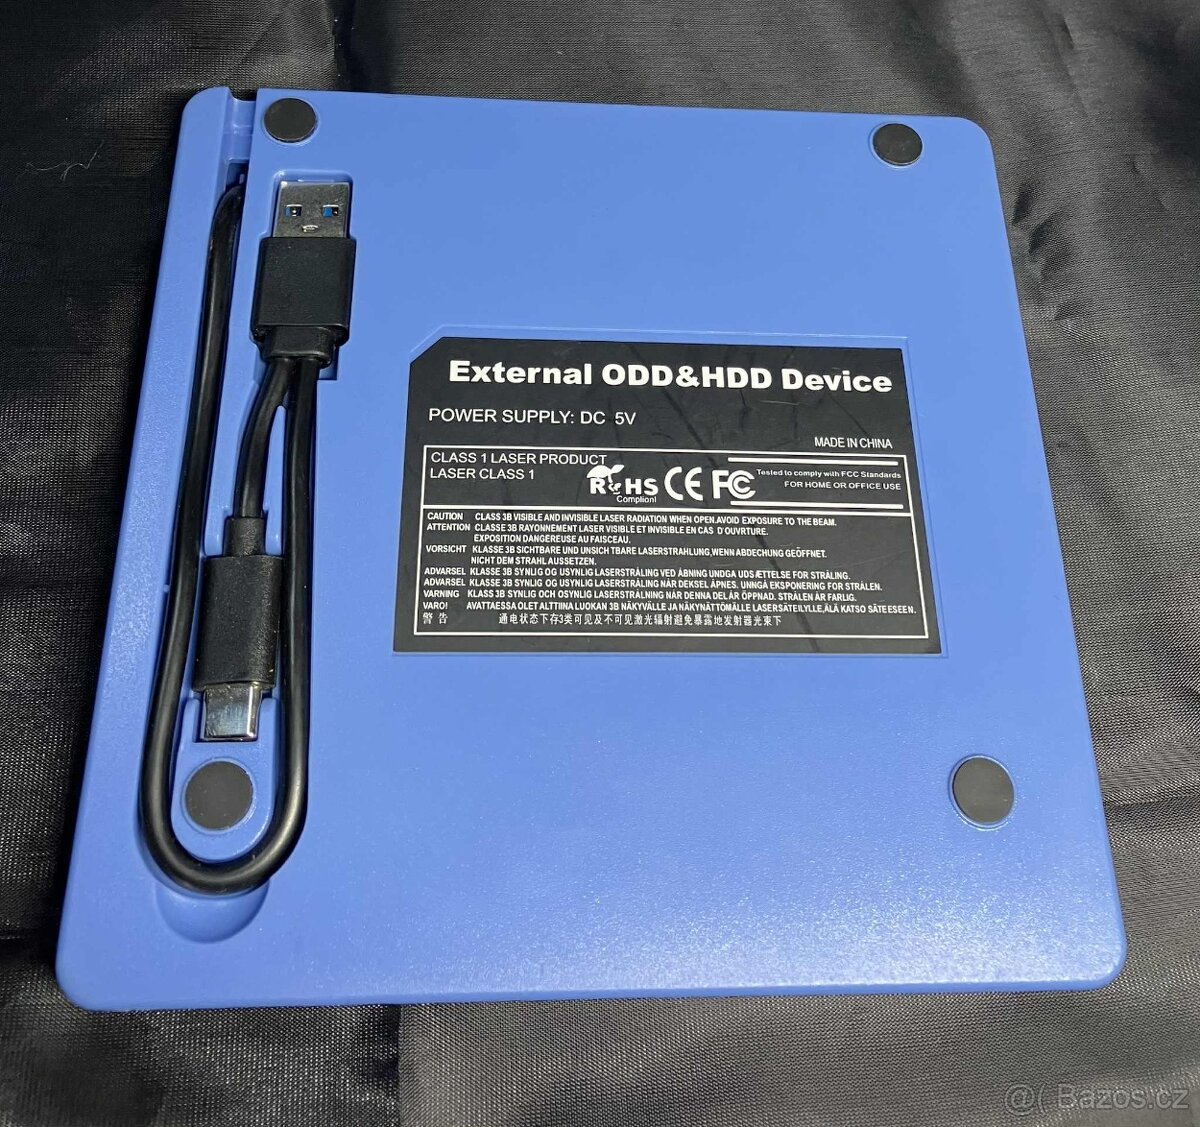 External ODD&HDD Device
POWER SUPPLY: DC 5V
MADE IN CHINA
CLASS 1 LASER PRODUCT
LASER CLASS 1
RoHS
Compliont
CE FC
Tested to comply with FCC Standards
FOR HOME OR OFFICE USE
CAUTION CLASS 3B VISIBLE AND INVISIBLE LASER RADIATION WHEN OPEN.AVOID EXPOSURE TO THE BEAM.
ATTENTION CLASSE 3B RAYONNEMENT LASER VISIBLE ET INVISIBLE EN CAS D'OUVRTURE.
EXPOSITION DANGEREUSE AU FAISCEAU.
VORSICHT KLASSE 3B SICHTBARE UND UNSICH TBARE LASERSTRAHLUNG,WENN ABDECHUNG GEÖFFNET.
NICHT DEM STRAHL AUSSETZEN.
ADVARSEL KLASSE 3B SYNLIG OG USYNLIG LASERSTRÅLING VED ÅBNING UNDGA UDSÆTTELSE FOR STRÅLING.
ADVARSEL KLASSE 3B SYNLIG OG USYNLIG LASERSTRÅLING NÅR DEKSEL ÅPNES. UNNGÅ EKSPONERING FOR STRÅLEN.
VARNING KLASS 3B SYNLIG OCH OSYNLIG LASERSTRÅLNING NÅR DENNA DEL ÅR ÖPPNAD. STRÅLEN ÅR FARLIG.
VARO! AVATTAESSA OLET ALTTIINA LUOKAN 3B NÄKYVÄLLE JA NÄKYNÄTTÖMÄLLE LASERSÄTEILYLLE,ÄLÄ KATSO SÄTEESEEN.
警告 通电状态下存3类可见及不可见激光辐射避免暴露地发射器光束下
@( Bazos.cz